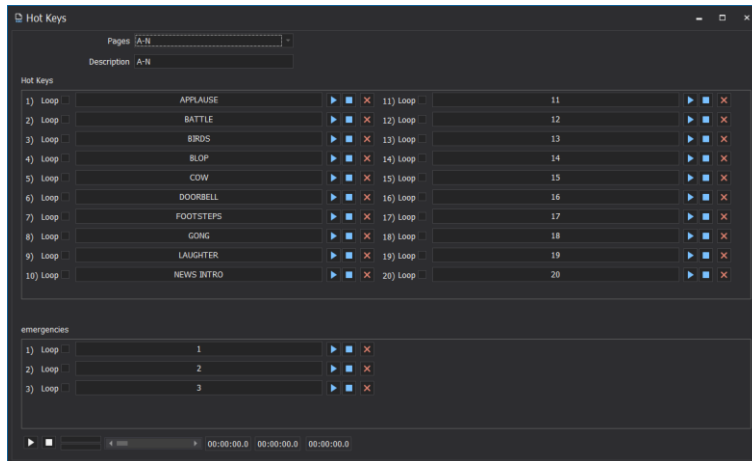 Hot Keys
Pages A-N
Description A-N
Hot Keys
1) Loop APPLAUSE 11) Loop 11
2) Loop BATTLE 12) Loop 12
3) Loop BIRDS 13) Loop 13
4) Loop BLOP 14) Loop 14
5) Loop COW 15) Loop 15
6) Loop DOORBELL 16) Loop 16
7) Loop FOOTSTEPS 17) Loop 17
8) Loop GONG 18) Loop 18
9) Loop LAUGHTER 19) Loop 19
10) Loop NEWS INTRO 20) Loop 20
emergencies
1) Loop 1
2) Loop 2
3) Loop 3
00:00:00.0 00:00:00.0 00:00:00.0